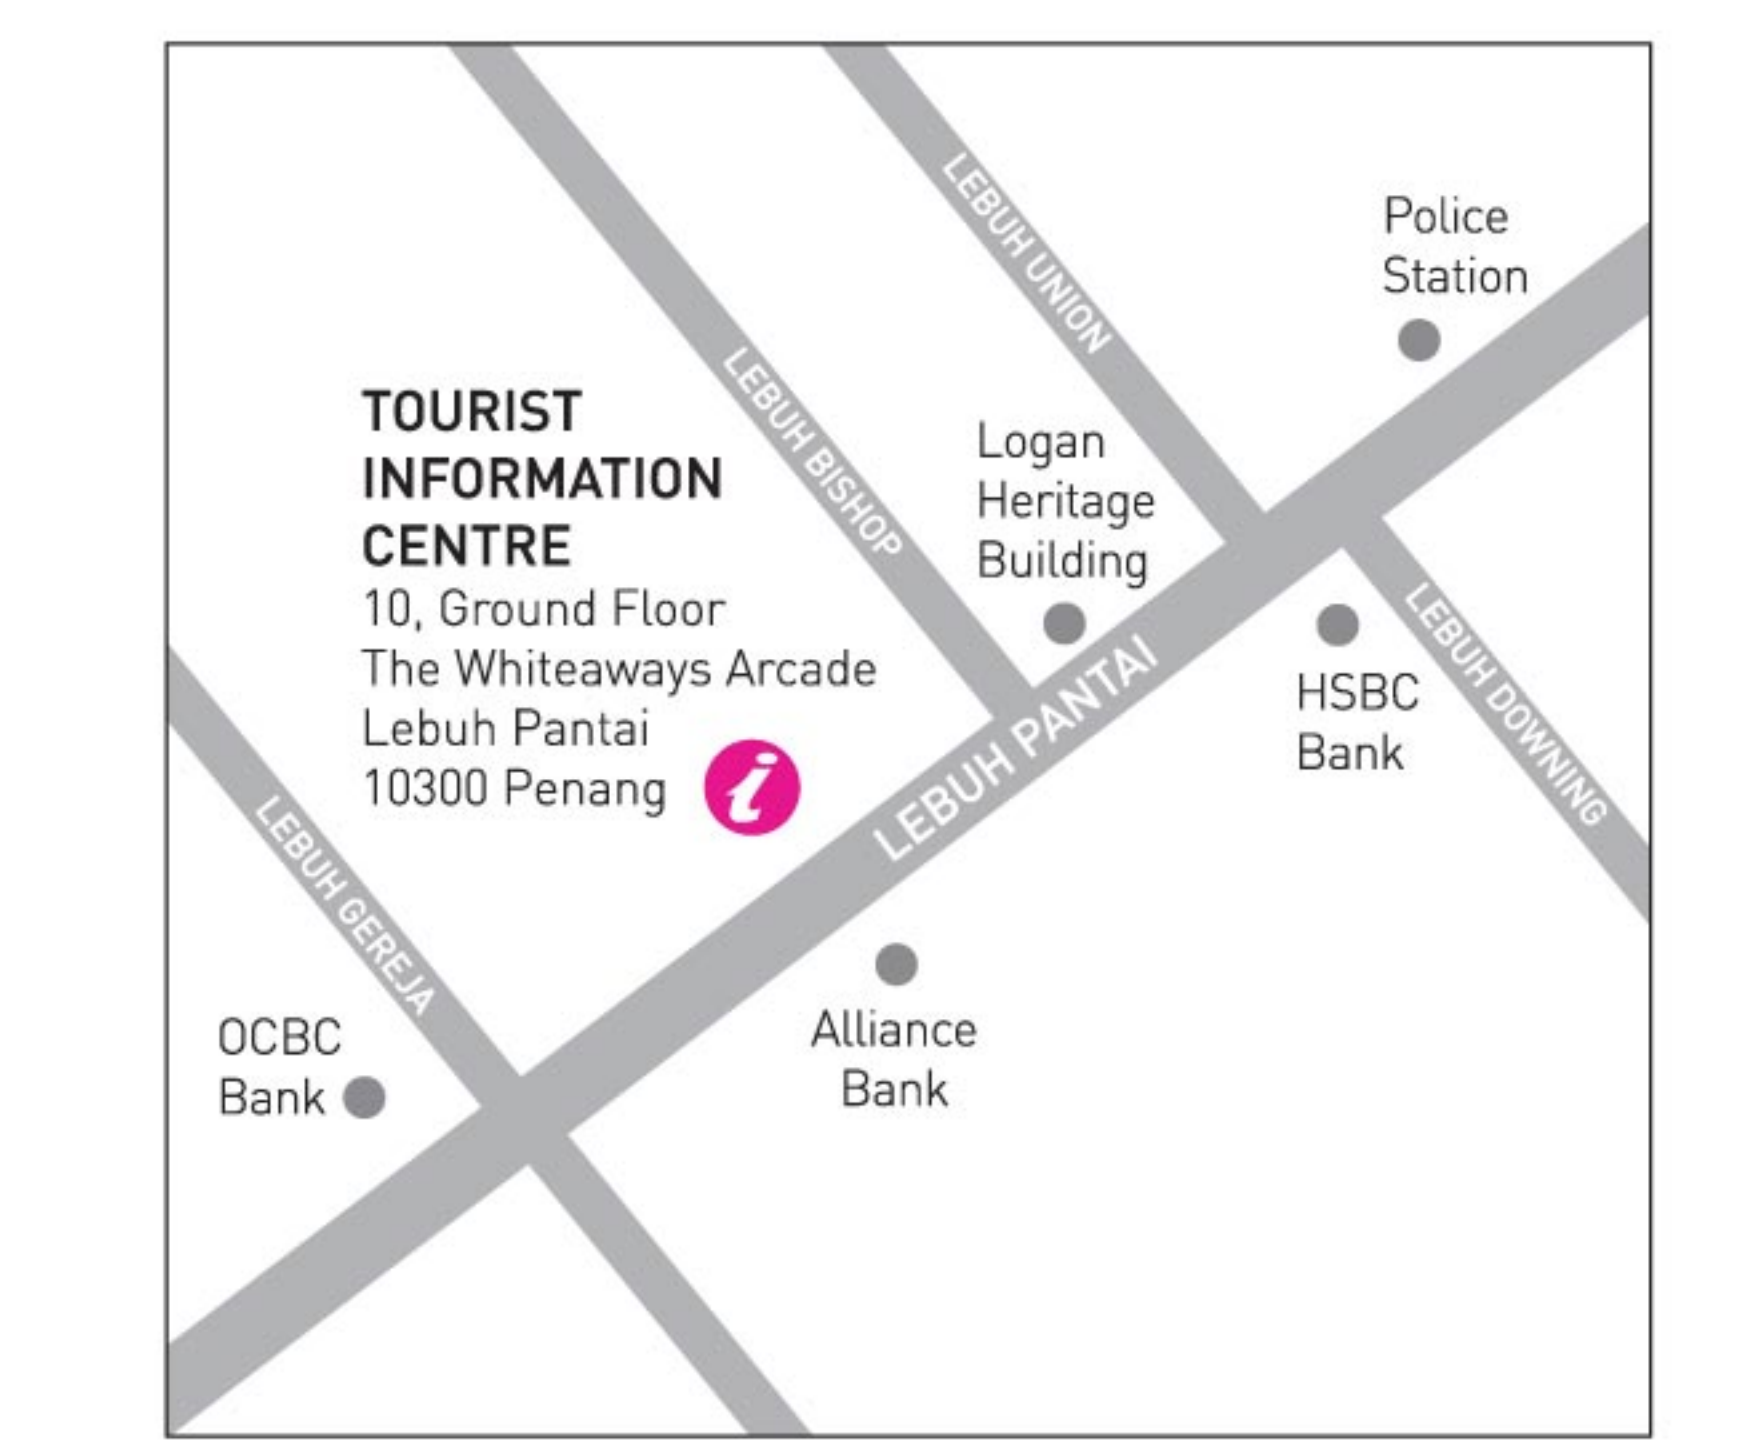 LEBUH UNION
Police
Station
LEBUH BISHOP
TOURIST
INFORMATION
CENTRE
10, Ground Floor
The Whiteaways Arcade
Lebuh Pantai
10300 Penang
i
Logan
Heritage
Building
LEBUH PANTAI
HSBC
Bank
LEBUH DOWNING
LEBUH GEREJA
OCBC
Bank
Alliance
Bank